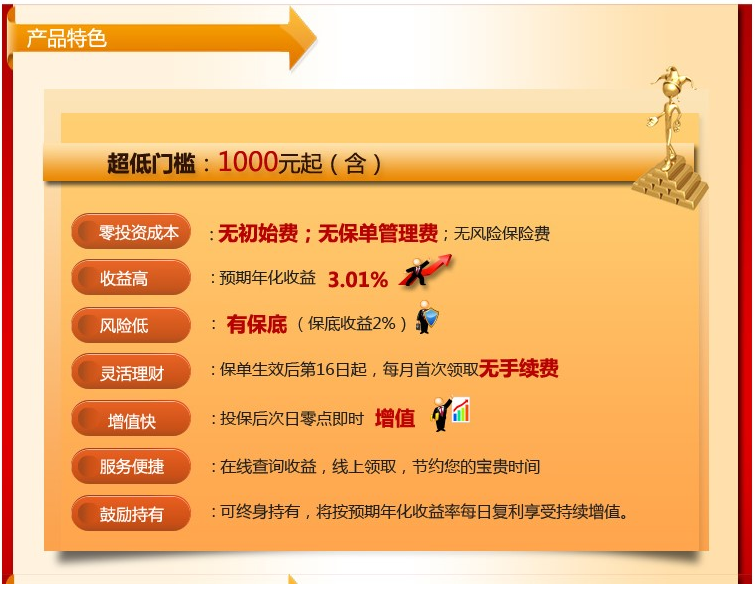 产品特色
超低门槛：1000元起（含）
零投资成本：无初始费；无保单管理费；无风险保险费
收益高：预期年化收益 3.01%
风险低：有保底（保底收益2%）
灵活理财：保单生效后第16日起，每月首次领取无手续费
增值快：投保后次日零点即时 增值
服务便捷：在线查询收益，线上领取，节约您的宝贵时间
鼓励持有：可终身持有，将按预期年化收益率每日复利享受持续增值。